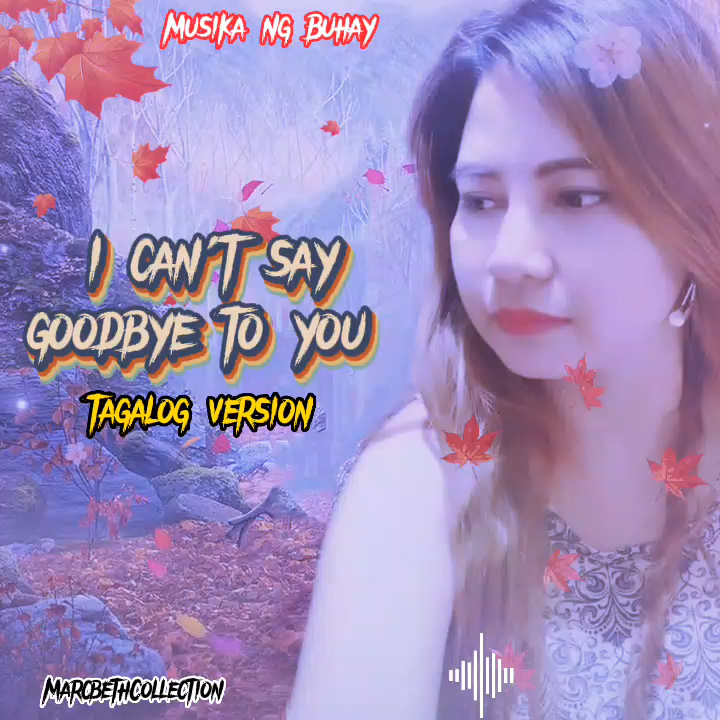 Musika ng Buhay
I CAN'T SAY
GOODBYE TO YOU
TAGALOG VERSION
MARCBETHCOLLECTION